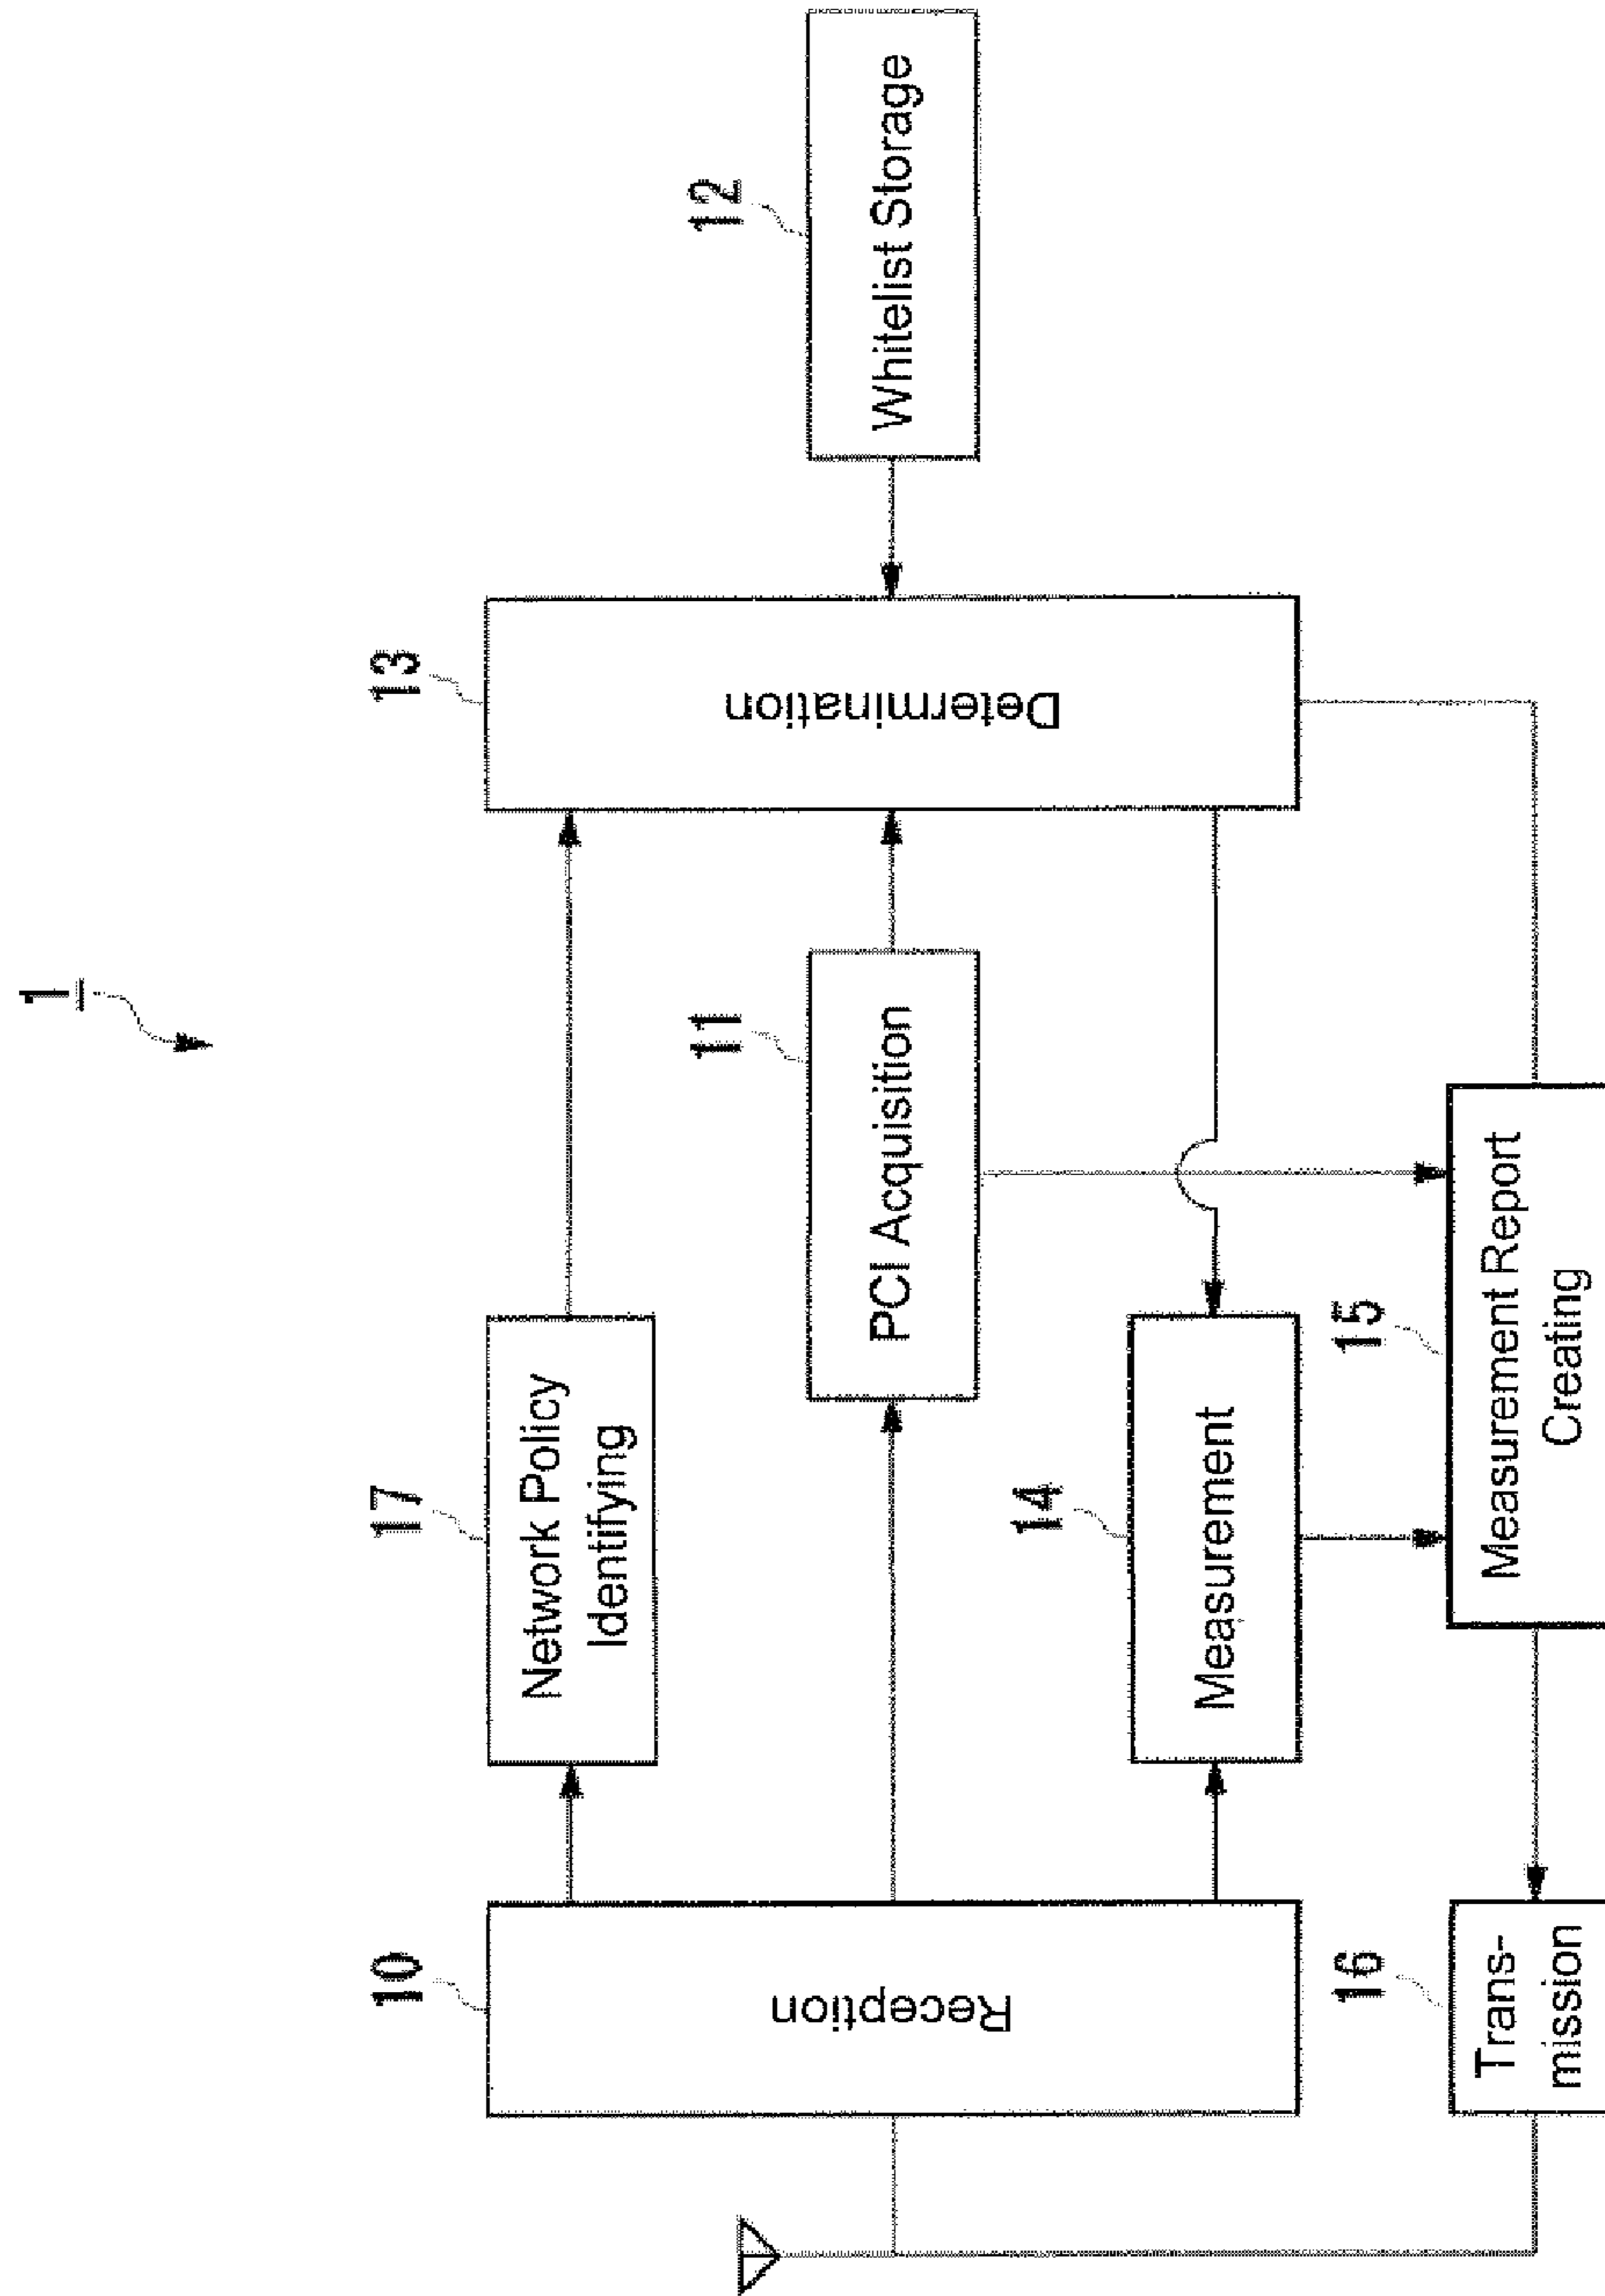 1
17
Network Policy
Identifying
10
Reception
11
PCI Acquisition
13
Determination
12
Whitelist Storage
14
Measurement
15
Measurement Report
Creating
16
Trans-
mission